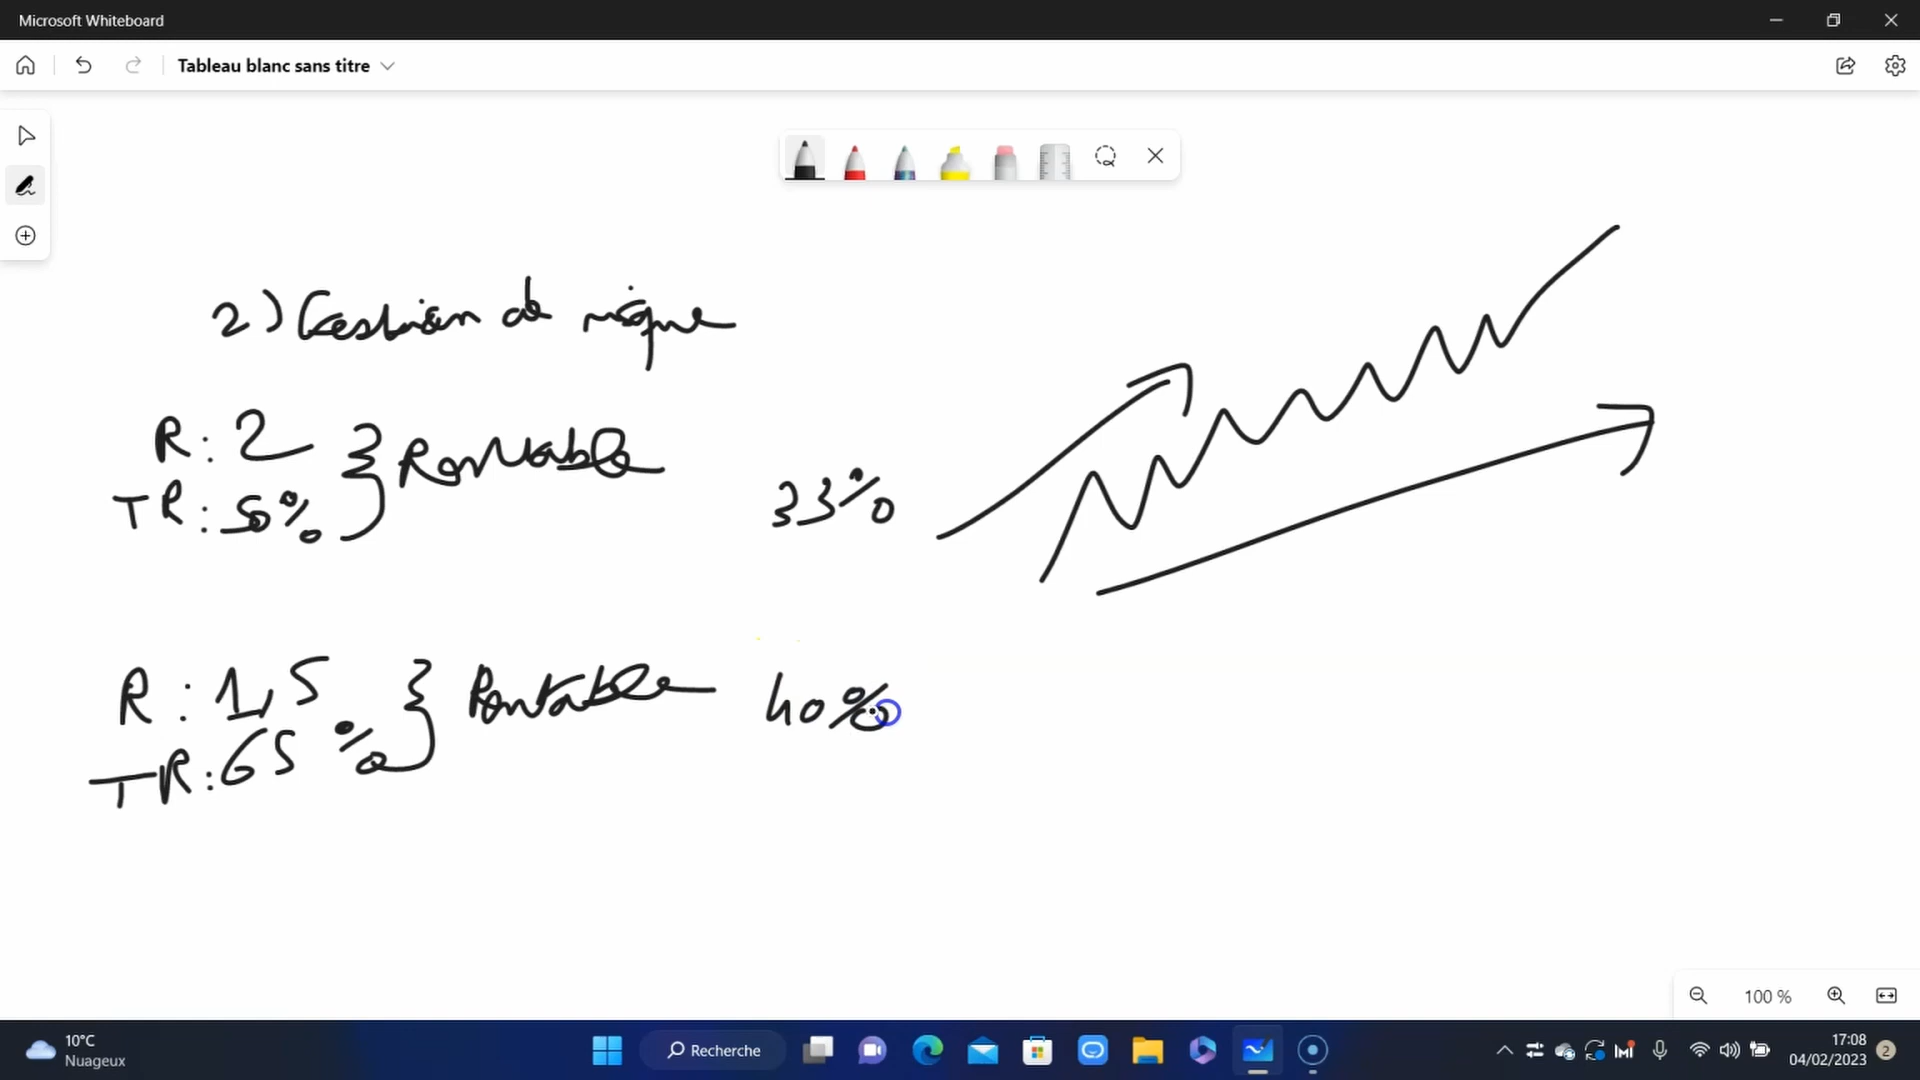 Microsoft Whiteboard
Tableau blanc sans titre
2) Gestion de risque
R : 2
TR : 50%
Rentable
33%
R : 1,5
TR : 65 %
Rentable
40%
100 %
10°C
Nuageux
Recherche
17:08
04/02/2023
2